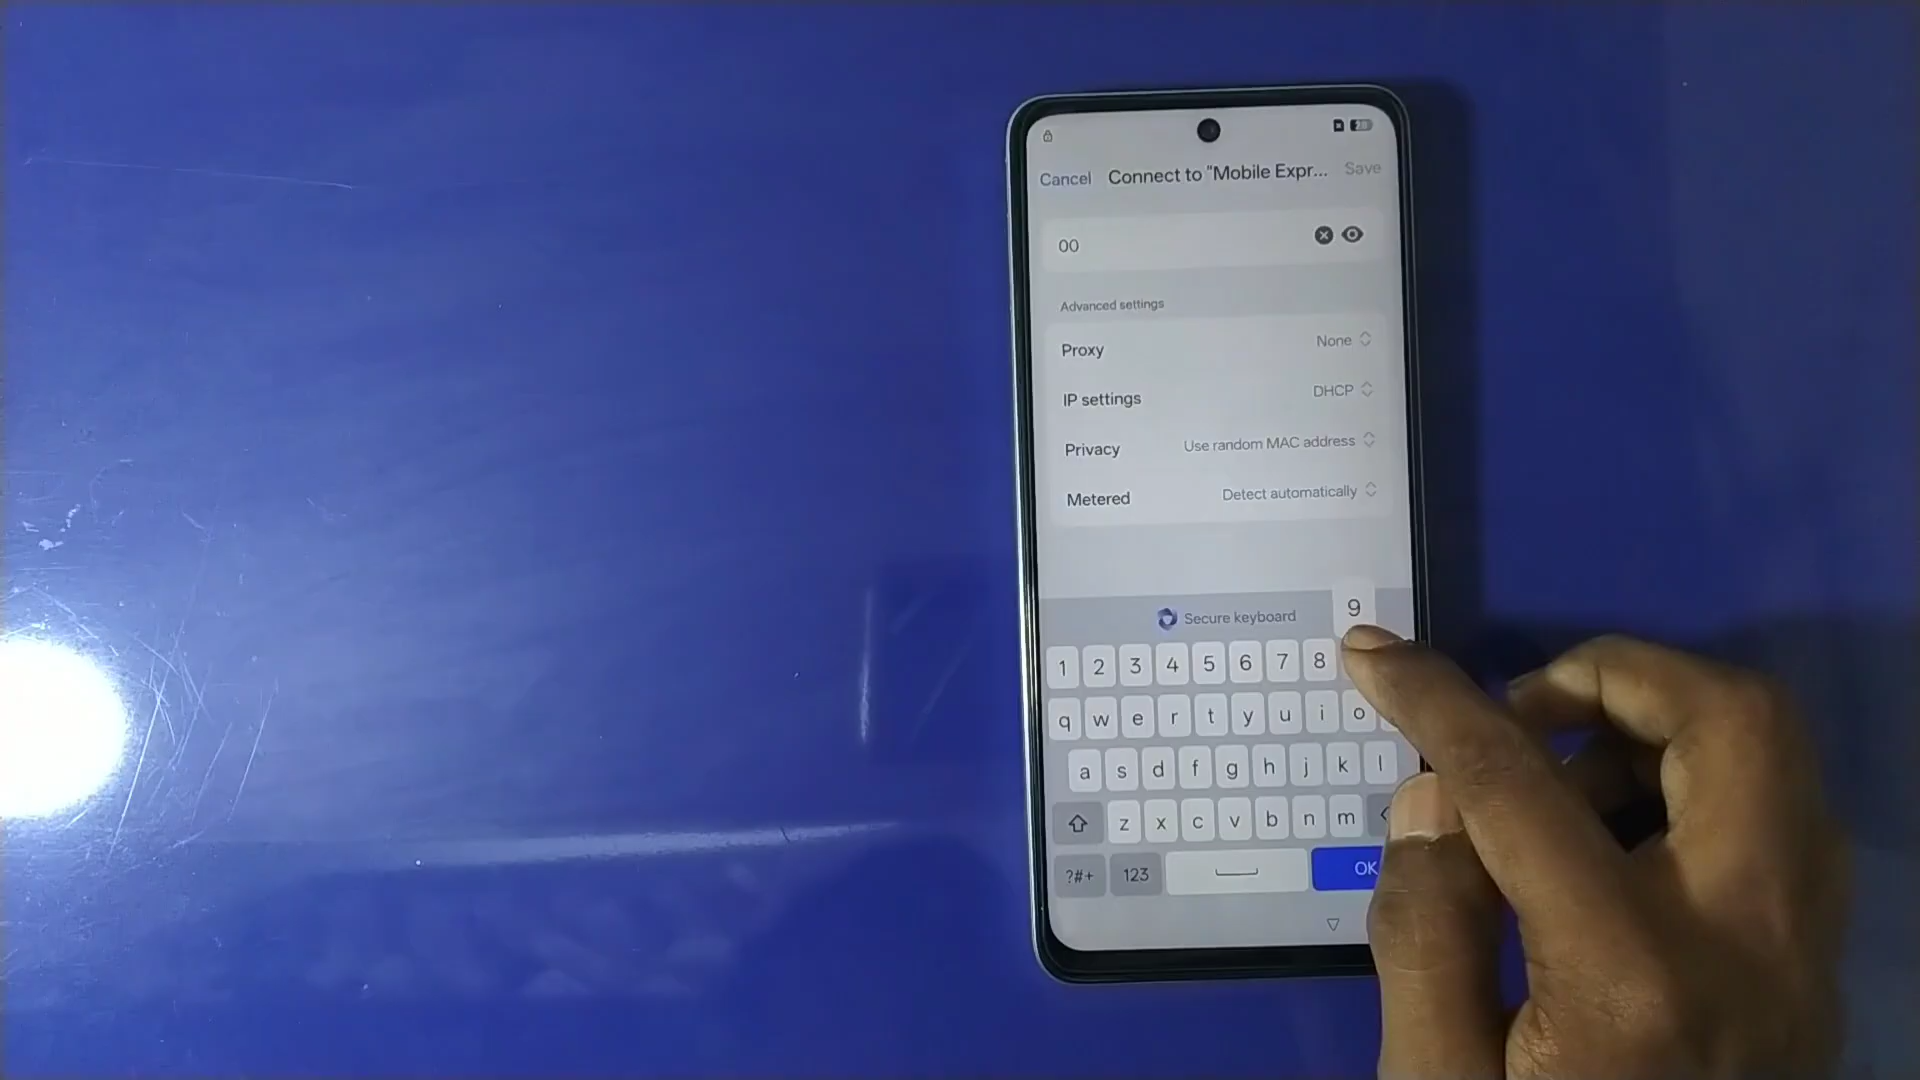 28
Cancel Connect to "Mobile Expr... Save
00
Advanced settings
Proxy None
IP settings DHCP
Privacy Use random MAC address
Metered Detect automatically
Secure keyboard 9
1 2 3 4 5 6 7 8
q w e r t y u i o
a s d f g h j k l
z x c v b n m
?#+ 123 OK